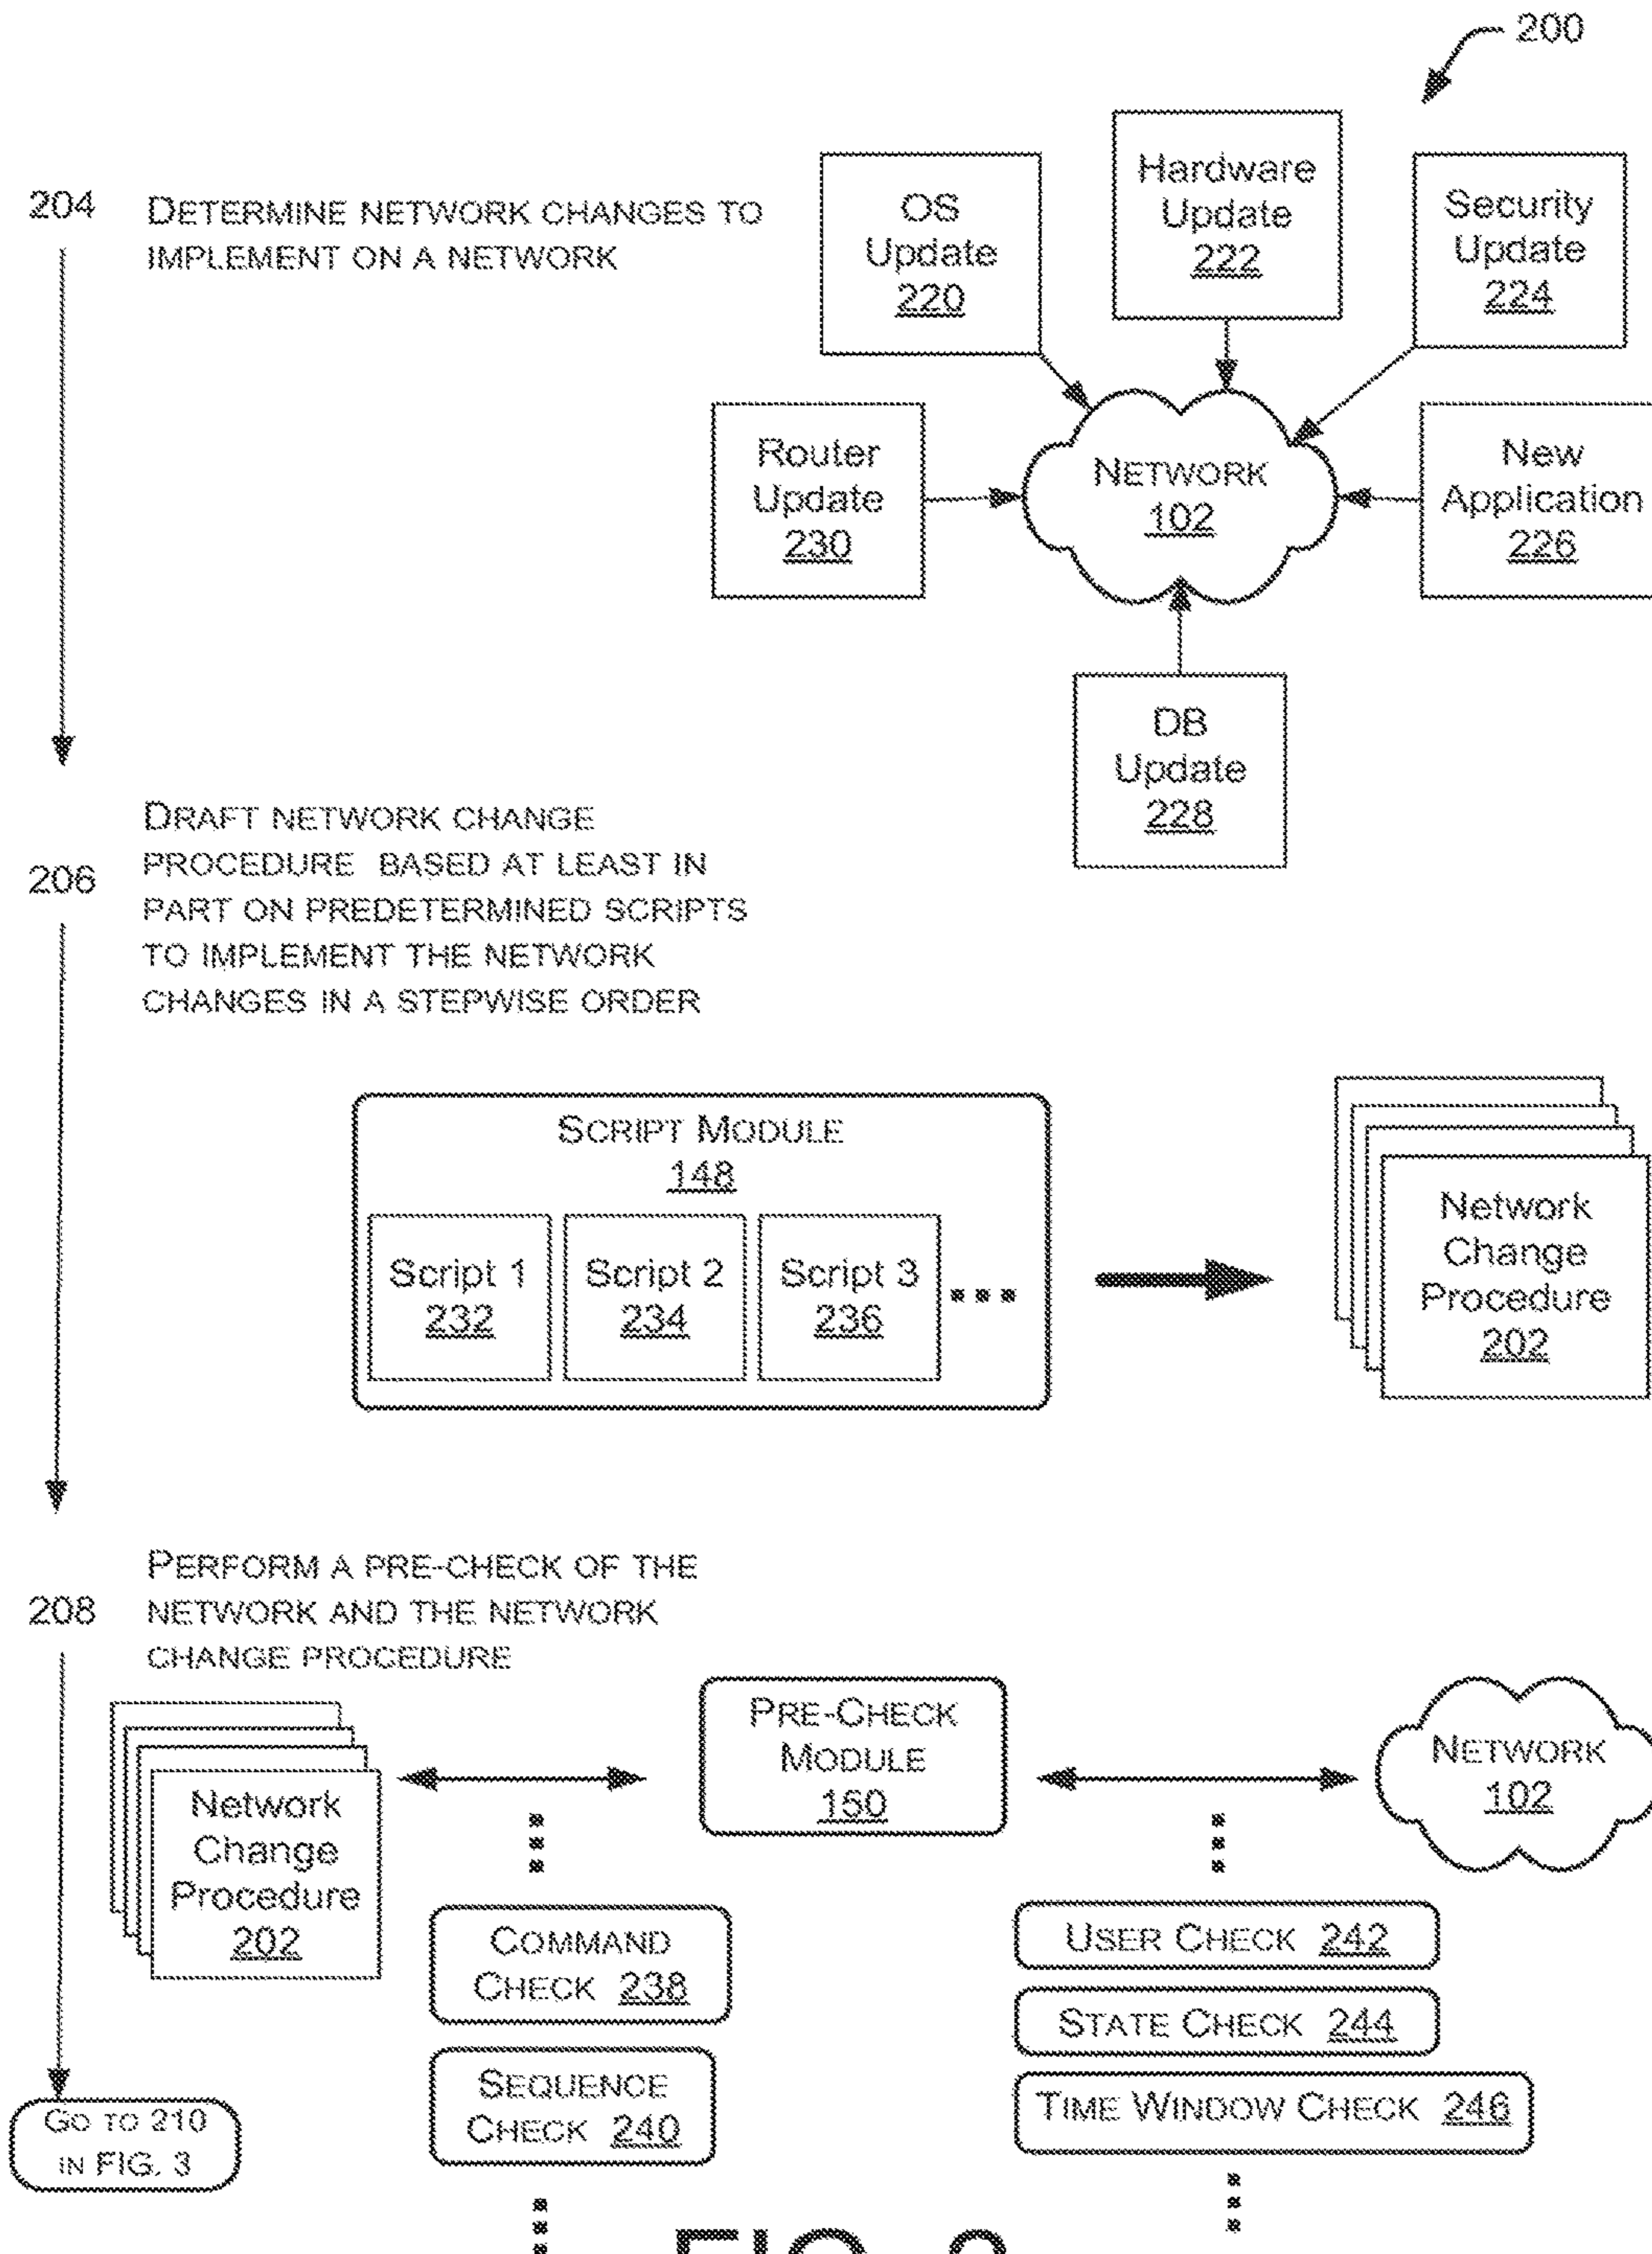 200
204
DETERMINE NETWORK CHANGES TO
IMPLEMENT ON A NETWORK
OS
Update
220
Hardware
Update
222
Security
Update
224
Router
Update
230
NETWORK
102
New
Application
226
DB
Update
228
206
DRAFT NETWORK CHANGE
PROCEDURE BASED AT LEAST IN
PART ON PREDETERMINED SCRIPTS
TO IMPLEMENT THE NETWORK
CHANGES IN A STEPWISE ORDER
SCRIPT MODULE
148
Script 1
232
Script 2
234
Script 3
236
Network
Change
Procedure
202
208
PERFORM A PRE-CHECK OF THE
NETWORK AND THE NETWORK
CHANGE PROCEDURE
Network
Change
Procedure
202
PRE-CHECK
MODULE
150
NETWORK
102
COMMAND
CHECK 238
SEQUENCE
CHECK 240
USER CHECK 242
STATE CHECK 244
TIME WINDOW CHECK 246
GO TO 210
IN FIG. 3